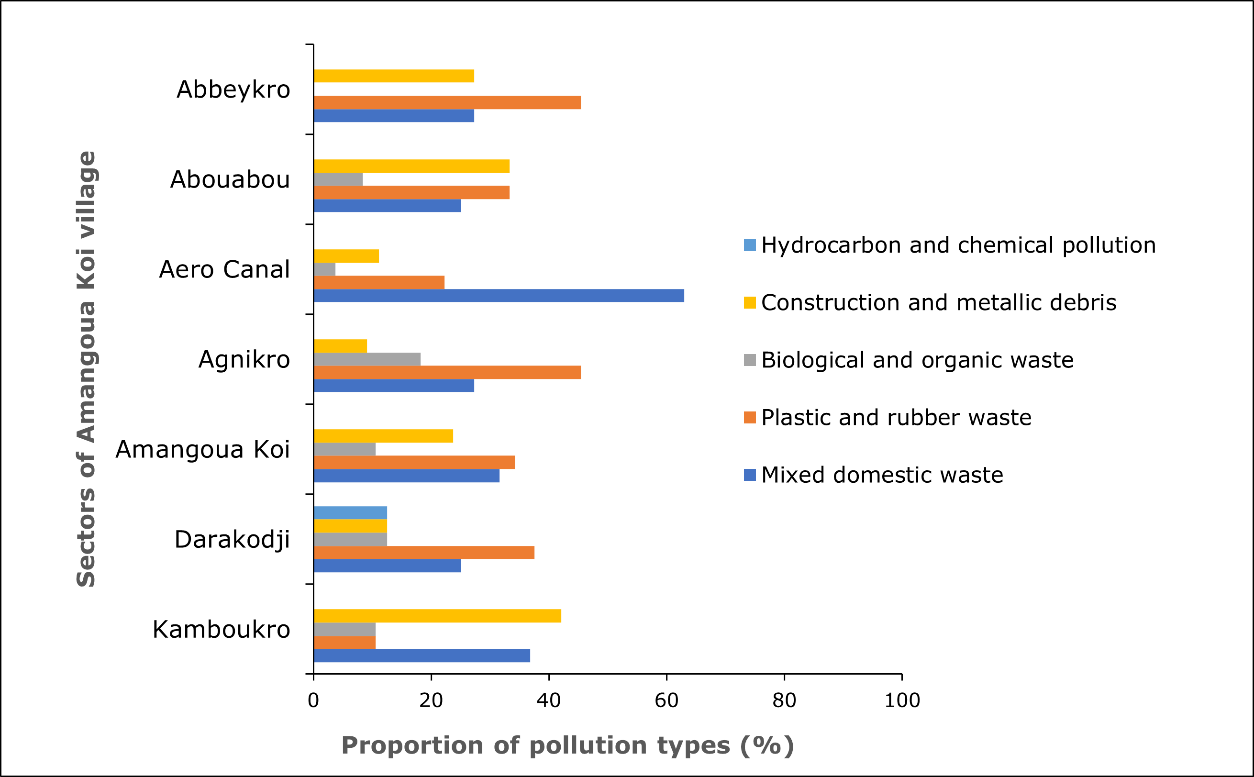 Sectors of Amangoua Koi village
Abbeykro
Abouabou
Aero Canal
Agnikro
Amangoua Koi
Darakodji
Kamboukro
Hydrocarbon and chemical pollution
Construction and metallic debris
Biological and organic waste
Plastic and rubber waste
Mixed domestic waste
0 20 40 60 80 100
Proportion of pollution types (%)